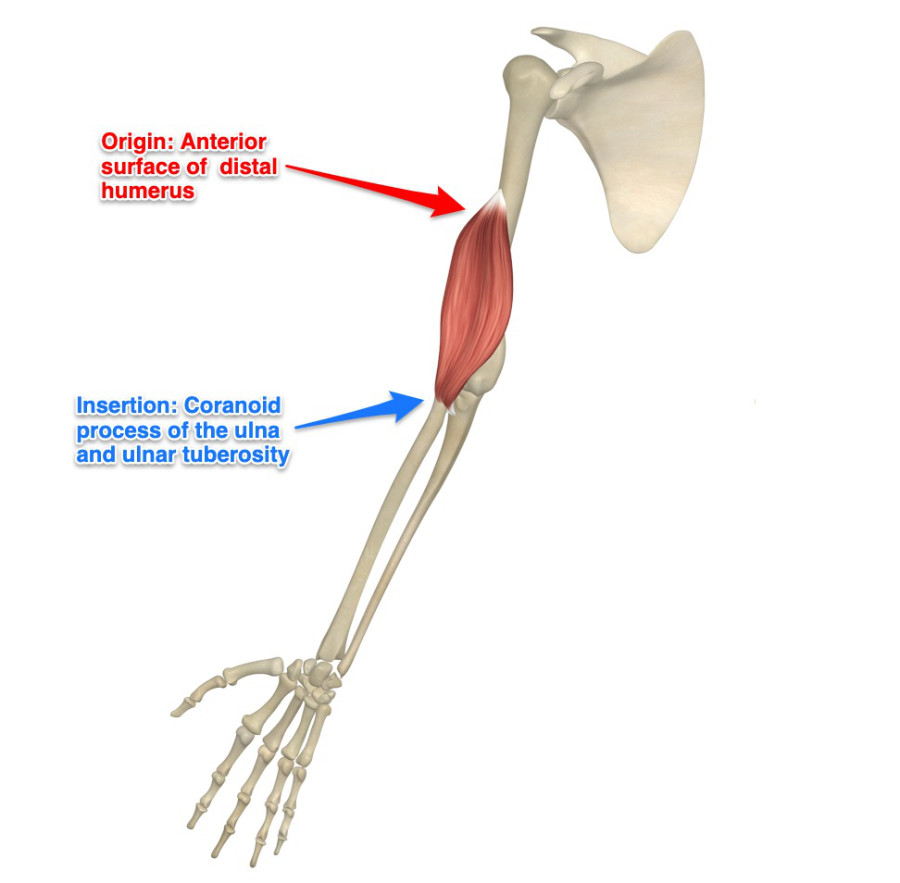 Origin: Anterior
surface of distal
humerus
Insertion: Coranoid
process of the ulna
and ulnar tuberosity